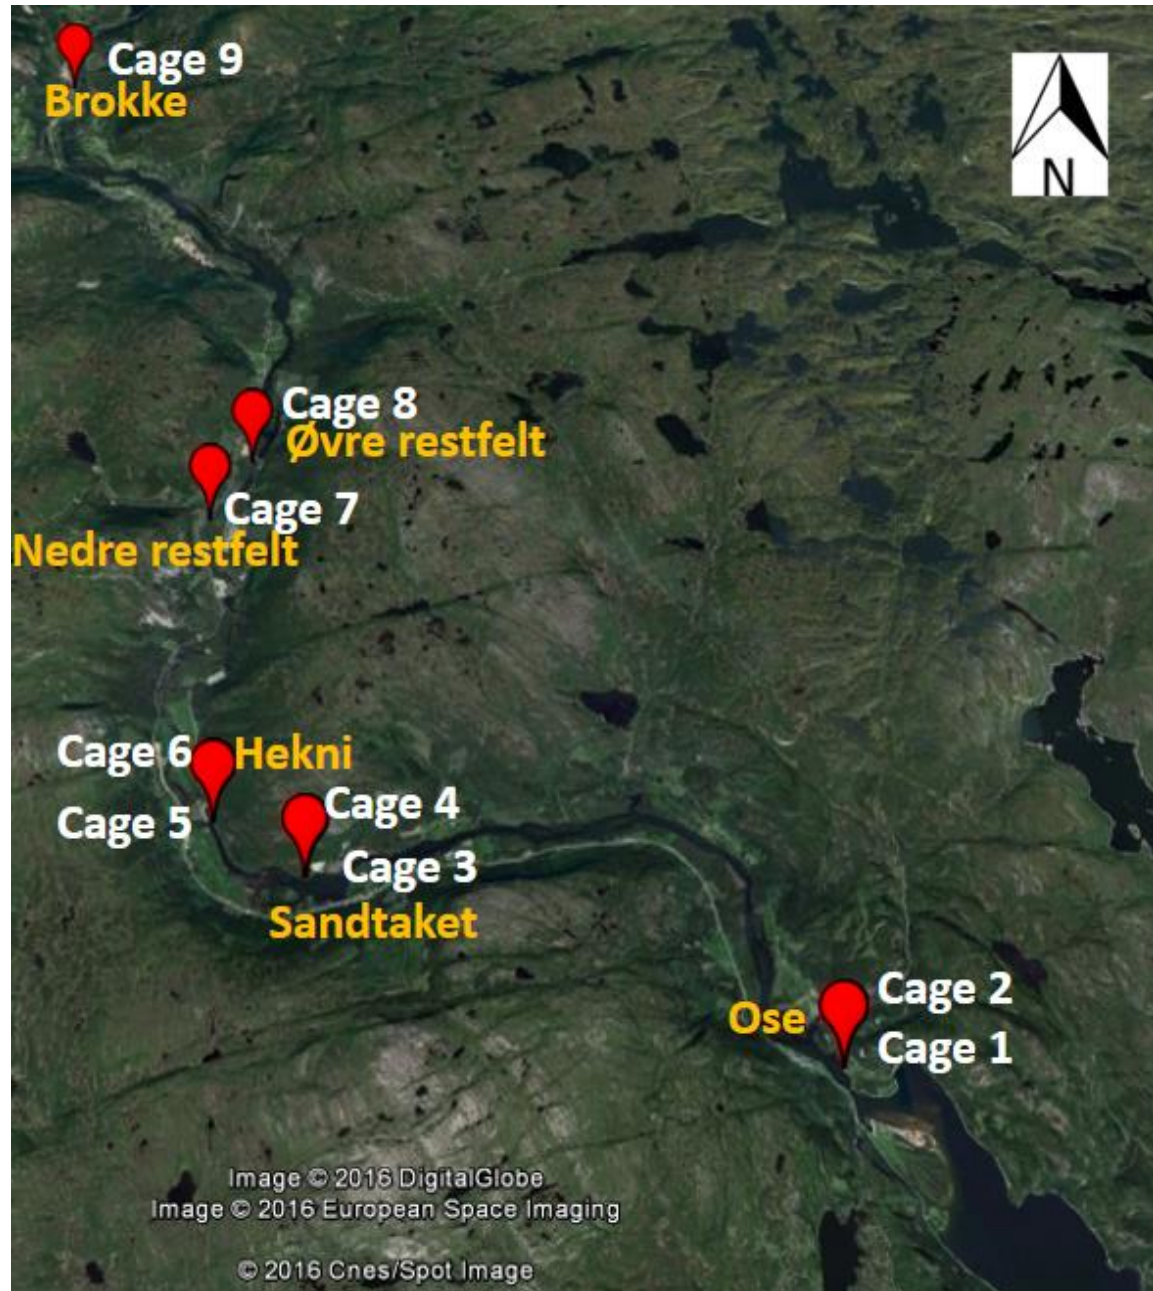 Cage 9
Brokke
N
Cage 8
Øvre restfelt
Cage 7
Nedre restfelt
Cage 6
Hekni
Cage 5
Cage 4
Cage 3
Sandtaket
Cage 2
Ose
Cage 1
Image © 2016 DigitalGlobe
Image © 2016 European Space Imaging
© 2016 Cnes/Spot Image